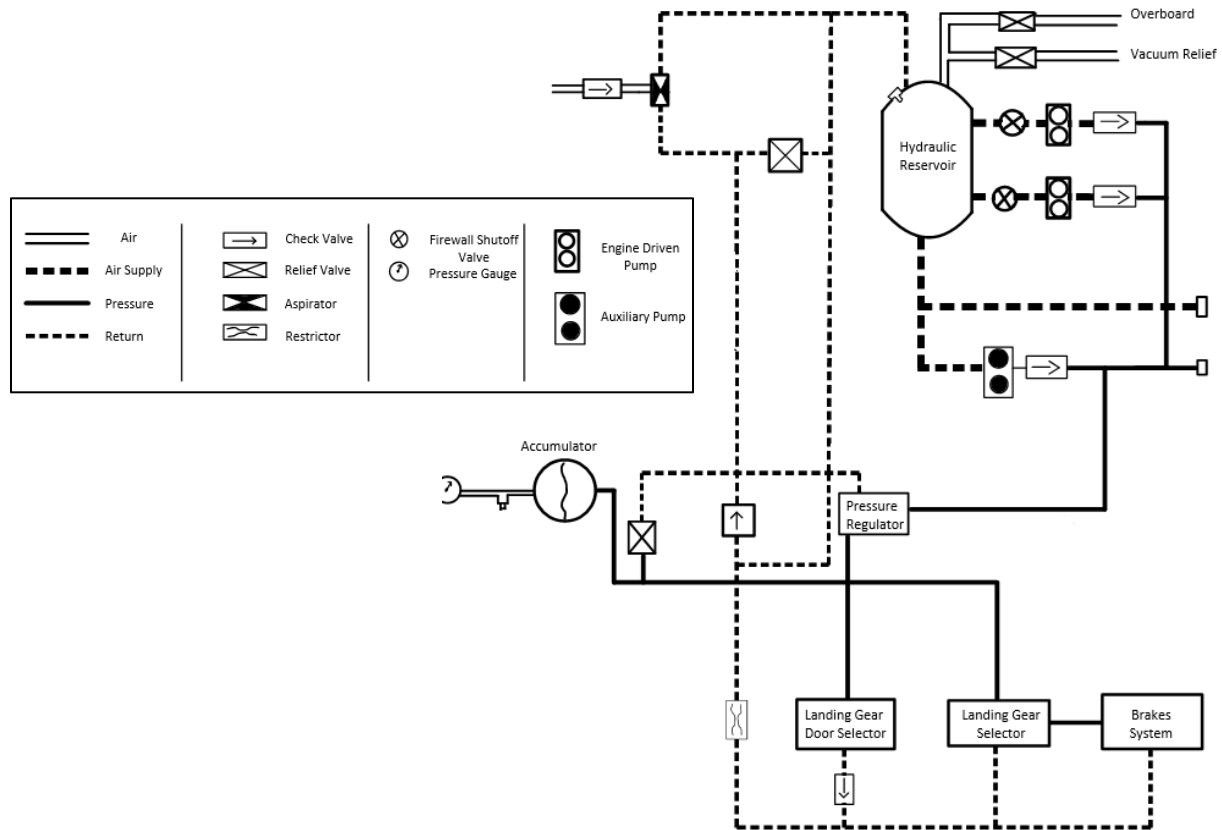 Overboard
Vacuum Relief
Hydraulic
Reservoir
Air
Air Supply
Pressure
Return
Check Valve
Relief Valve
Aspirator
Restrictor
Firewall Shutoff
Valve
Pressure Gauge
Engine Driven
Pump
Auxiliary Pump
Accumulator
Pressure
Regulator
Landing Gear
Door Selector
Landing Gear
Selector
Brakes
System